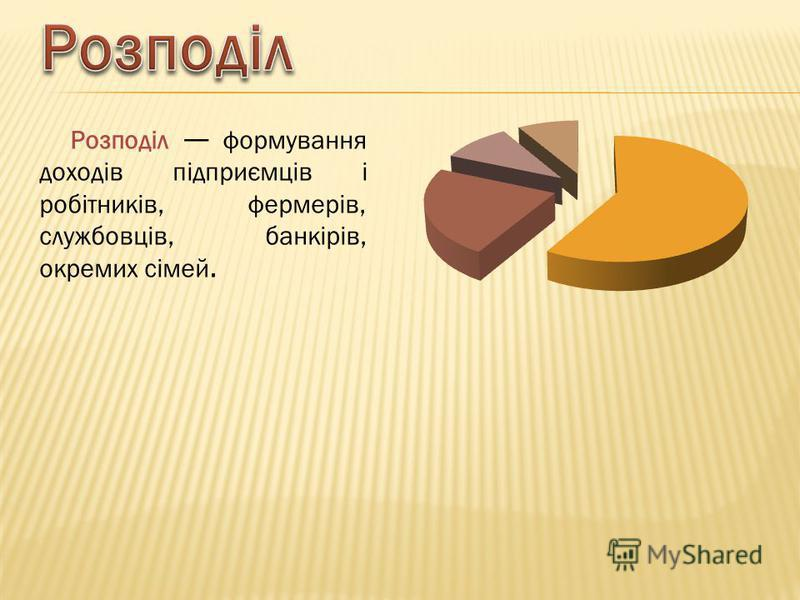 Розподіл
Розподіл — формування
доходів підприємців і
робітників, фермерів,
службовців, банкірів,
окремих сімей.
MyShared